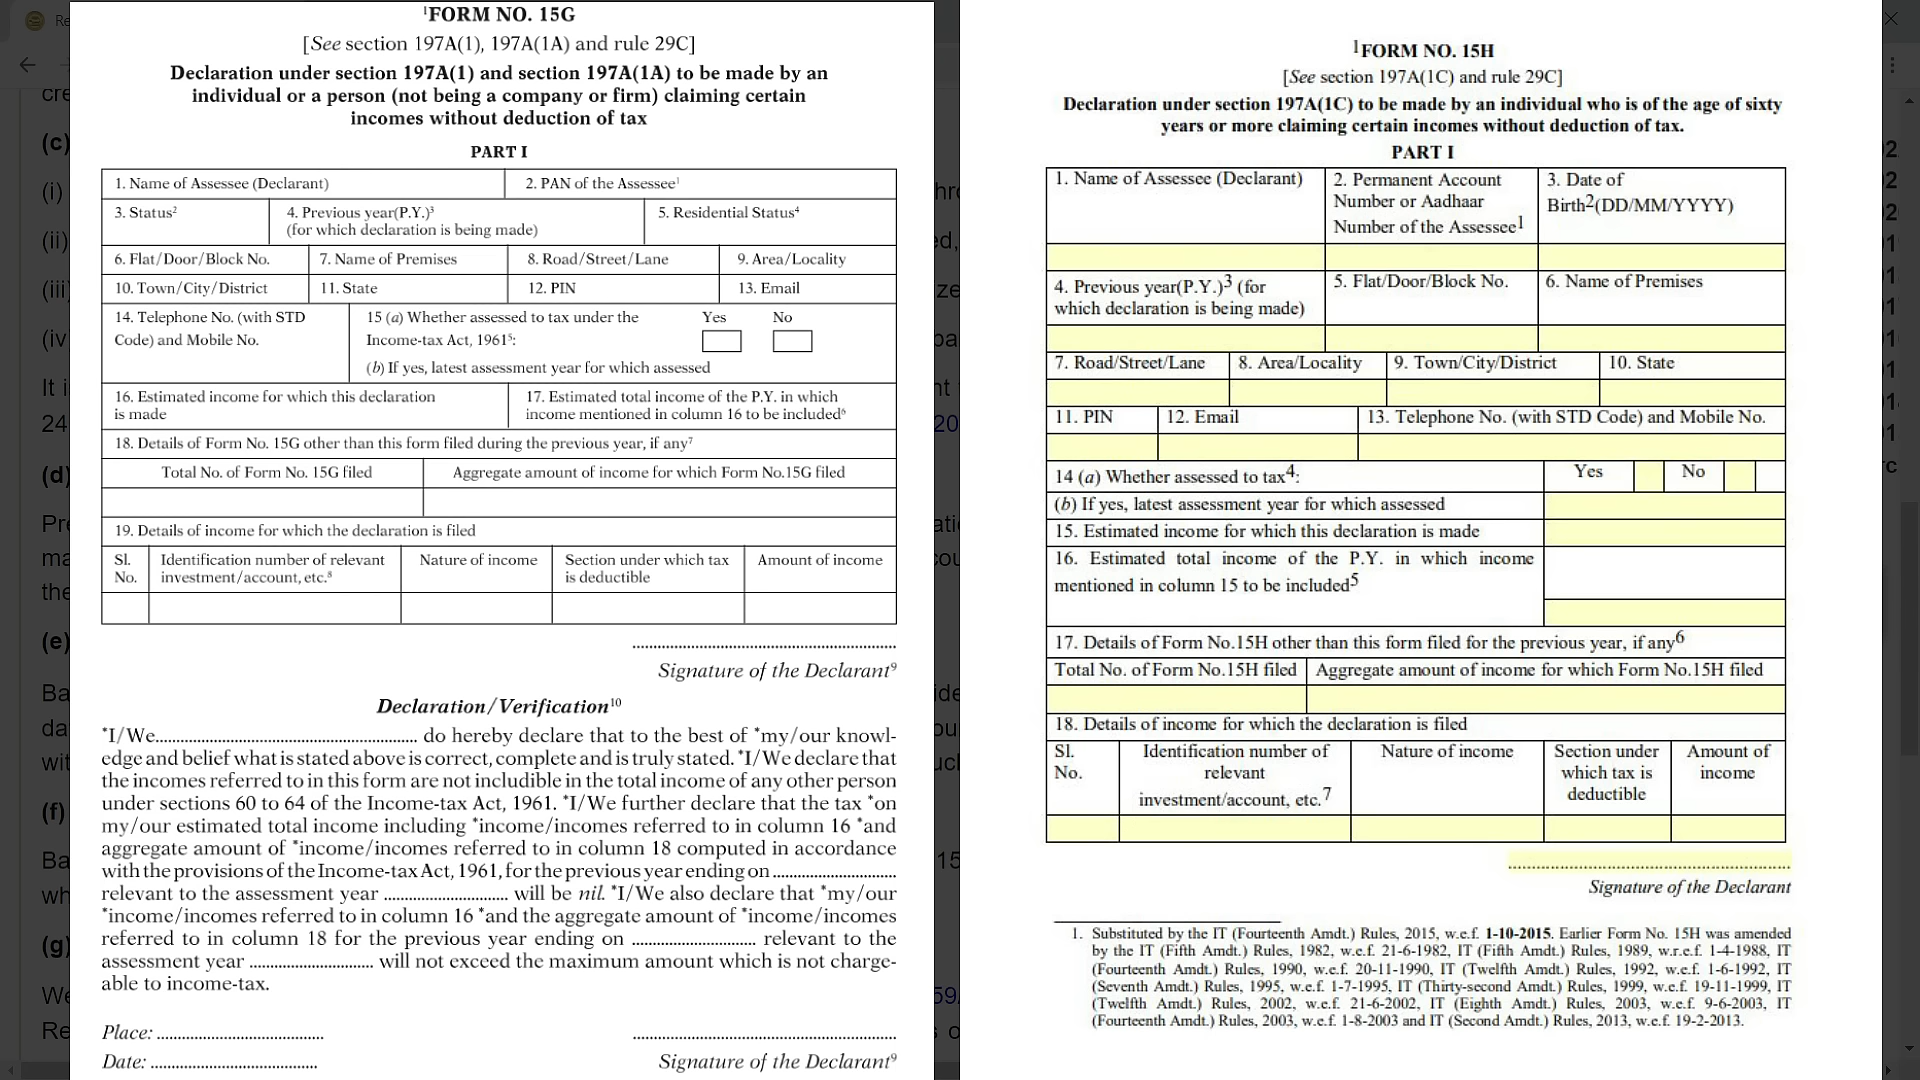 ¹FORM NO. 15G
[See section 197A(1), 197A(1A) and rule 29C]
Declaration under section 197A(1) and section 197A(1A) to be made by an
individual or a person (not being a company or firm) claiming certain
incomes without deduction of tax
PART I
1. Name of Assessee (Declarant) 2. PAN of the Assessee¹
3. Status² 4. Previous year(P.Y.)³ 5. Residential Status⁴
(for which declaration is being made)
6. Flat/Door/Block No. 7. Name of Premises 8. Road/Street/Lane 9. Area/Locality
10. Town/City/District 11. State 12. PIN 13. Email
14. Telephone No. (with STD 15 (a) Whether assessed to tax under the Yes No
Code) and Mobile No. Income-tax Act, 1961⁵:
(b) If yes, latest assessment year for which assessed
16. Estimated income for which this declaration 17. Estimated total income of the P.Y. in which
is made income mentioned in column 16 to be included⁶
18. Details of Form No. 15G other than this form filed during the previous year, if any⁷
Total No. of Form No. 15G filed Aggregate amount of income for which Form No.15G filed
19. Details of income for which the declaration is filed
Sl. Identification number of relevant Nature of income Section under which tax Amount of income
No. investment/account, etc.⁸ is deductible
Signature of the Declarant⁹
Declaration/Verification¹⁰
*I/We................................................ do hereby declare that to the best of *my/our knowl-
edge and belief what is stated above is correct, complete and is truly stated. *I/We declare that
the incomes referred to in this form are not includible in the total income of any other person
under sections 60 to 64 of the Income-tax Act, 1961. *I/We further declare that the tax *on
my/our estimated total income including *income/incomes referred to in column 16 *and
aggregate amount of *income/incomes referred to in column 18 computed in accordance
with the provisions of the Income-tax Act, 1961, for the previous year ending on ......................
relevant to the assessment year ...................... will be nil. *I/We also declare that *my/our
*income/incomes referred to in column 16 *and the aggregate amount of *income/incomes
referred to in column 18 for the previous year ending on ...................... relevant to the
assessment year ...................... will not exceed the maximum amount which is not charge-
able to income-tax.
Place: ..............................
Date: .............................. Signature of the Declarant⁹
¹FORM NO. 15H
[See section 197A(1C) and rule 29C]
Declaration under section 197A(1C) to be made by an individual who is of the age of sixty
years or more claiming certain incomes without deduction of tax.
PART I
1. Name of Assessee (Declarant) 2. Permanent Account 3. Date of
Number or Aadhaar Birth²(DD/MM/YYYY)
Number of the Assessee¹
4. Previous year(P.Y.)³ (for 5. Flat/Door/Block No. 6. Name of Premises
which declaration is being made)
7. Road/Street/Lane 8. Area/Locality 9. Town/City/District 10. State
11. PIN 12. Email 13. Telephone No. (with STD Code) and Mobile No.
14 (a) Whether assessed to tax⁴: Yes No
(b) If yes, latest assessment year for which assessed
15. Estimated income for which this declaration is made
16. Estimated total income of the P.Y. in which income
mentioned in column 15 to be included⁵
17. Details of Form No.15H other than this form filed for the previous year, if any⁶
Total No. of Form No.15H filed Aggregate amount of income for which Form No.15H filed
18. Details of income for which the declaration is filed
Sl. Identification number of Nature of income Section under Amount of
No. relevant which tax is income
investment/account, etc.⁷ deductible
Signature of the Declarant
1. Substituted by the IT (Fourteenth Amdt.) Rules, 2015, w.e.f. 1-10-2015. Earlier Form No. 15H was amended
by the IT (Fifth Amdt.) Rules, 1982, w.e.f. 21-6-1982, IT (Fifth Amdt.) Rules, 1989, w.r.e.f. 1-4-1988, IT
(Fourteenth Amdt.) Rules, 1990, w.e.f. 20-11-1990, IT (Twelfth Amdt.) Rules, 1992, w.e.f. 1-6-1992, IT
(Seventh Amdt.) Rules, 1995, w.e.f. 1-7-1995, IT (Thirty-second Amdt.) Rules, 1999, w.e.f. 19-11-1999, IT
(Twelfth Amdt.) Rules, 2002, w.e.f. 21-6-2002, IT (Eighth Amdt.) Rules, 2003, w.e.f. 9-6-2003, IT
(Fourteenth Amdt.) Rules, 2003, w.e.f. 1-8-2003 and IT (Second Amdt.) Rules, 2013, w.e.f. 19-2-2013.